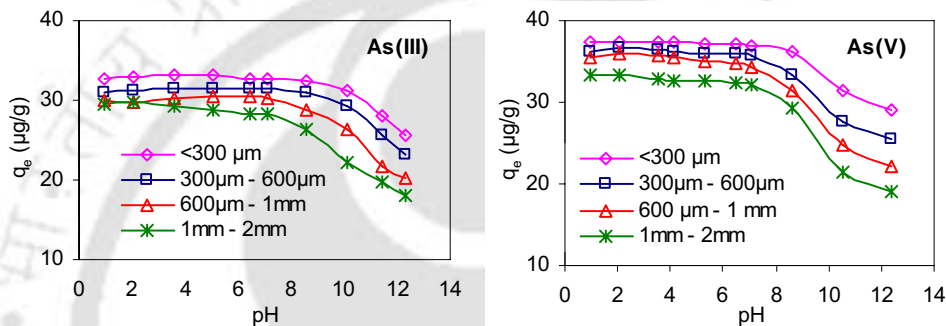 As(III)
40
30
20
10
qe (µg/g)
<300 µm
300µm - 600µm
600µm - 1mm
1mm - 2mm
0 2 4 6 8 10 12 14
pH
As(V)
40
30
20
10
qe (µg/g)
<300 µm
300µm - 600µm
600 µm - 1 mm
1mm - 2mm
0 2 4 6 8 10 12 14
pH